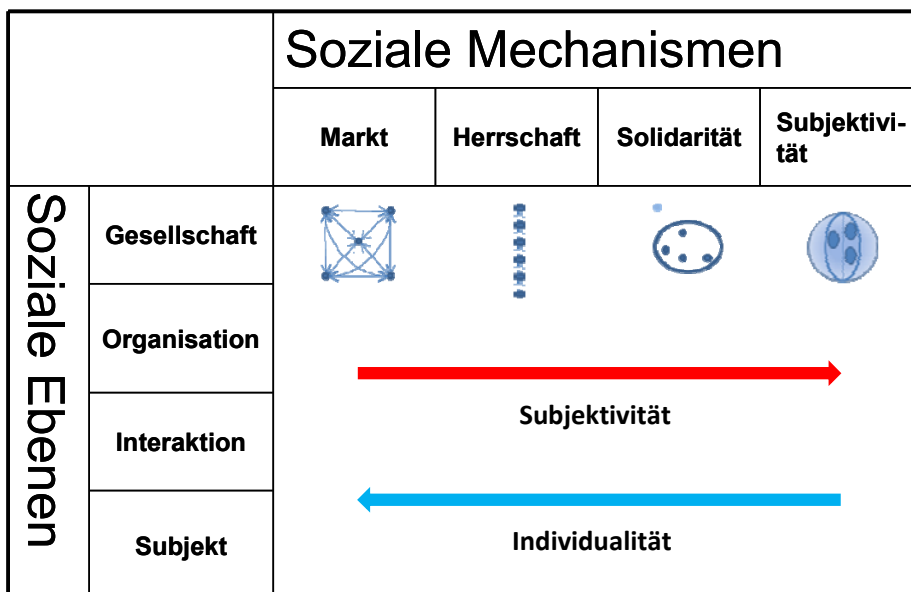 Soziale Mechanismen
Markt
Herrschaft
Solidarität
Subjektivi-
tät
Soziale Ebenen
Gesellschaft
Organisation
Subjektivität
Interaktion
Individualität
Subjekt